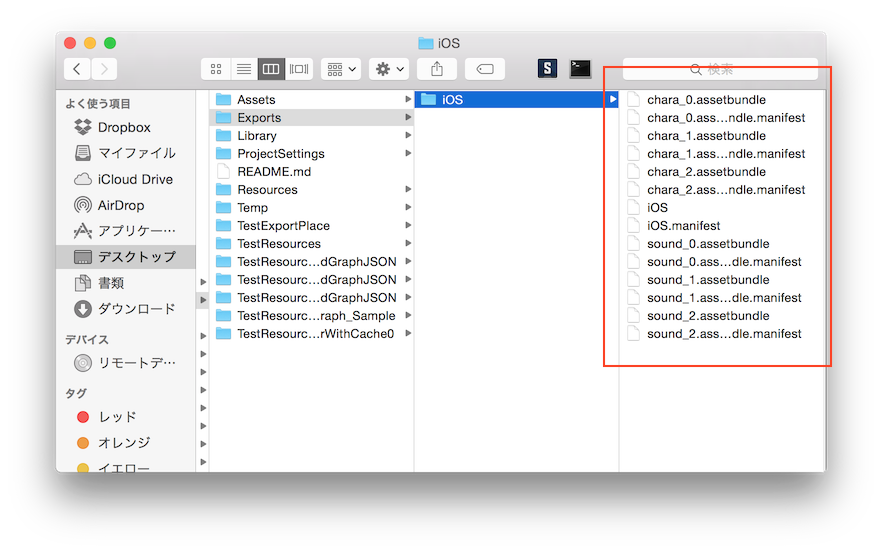 iOS
検索
よく使う項目
Dropbox
マイファイル
iCloud Drive
AirDrop
アプリケー…
デスクトップ
書類
ダウンロード
デバイス
リモートデ…
タグ
レッド
オレンジ
イエロー
Assets
Exports
Library
ProjectSettings
README.md
Resources
Temp
TestExportPlace
TestResources
TestResourc…dGraphJSON
TestResourc…dGraphJSON
TestResourc…dGraphJSON
TestResourc…raph_Sample
TestResourc…rWithCache0
iOS
chara_0.assetbundle
chara_0.ass…ndle.manifest
chara_1.assetbundle
chara_1.ass…ndle.manifest
chara_2.assetbundle
chara_2.ass…ndle.manifest
iOS
iOS.manifest
sound_0.assetbundle
sound_0.ass…dle.manifest
sound_1.assetbundle
sound_1.ass…dle.manifest
sound_2.assetbundle
sound_2.ass…dle.manifest